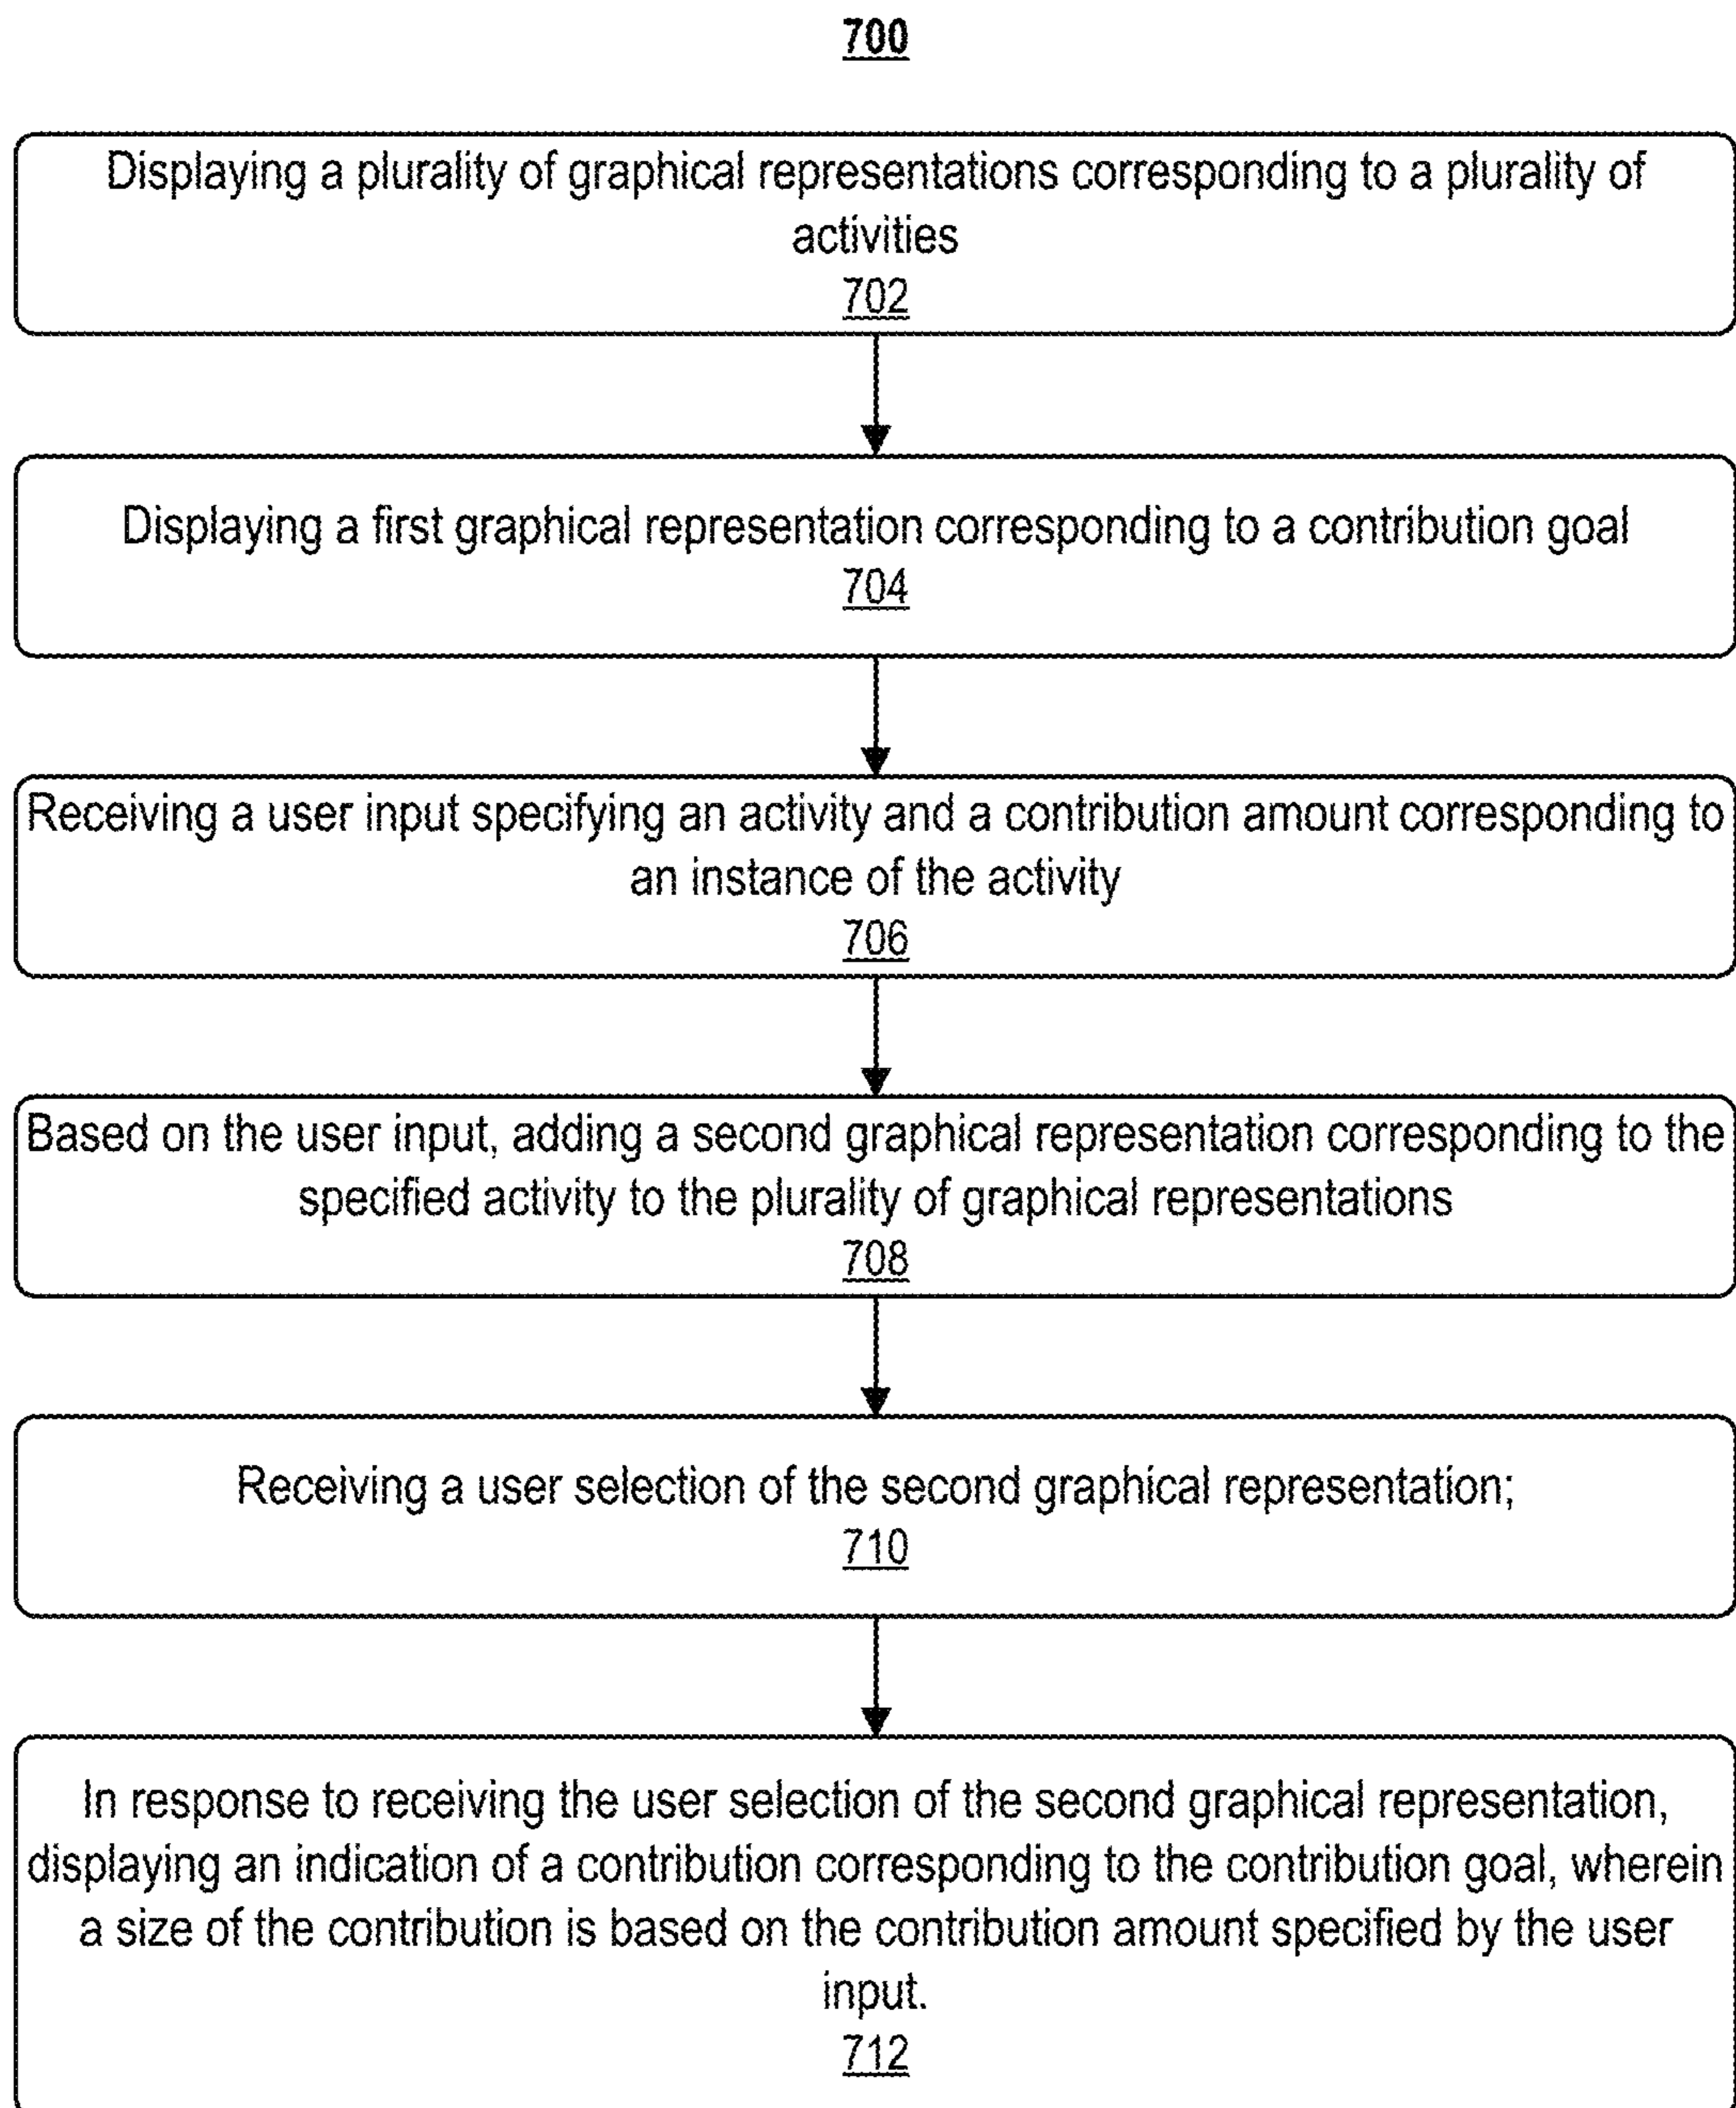 700
Displaying a plurality of graphical representations corresponding to a plurality of
activities
702
Displaying a first graphical representation corresponding to a contribution goal
704
Receiving a user input specifying an activity and a contribution amount corresponding to
an instance of the activity
706
Based on the user input, adding a second graphical representation corresponding to the
specified activity to the plurality of graphical representations
708
Receiving a user selection of the second graphical representation;
710
In response to receiving the user selection of the second graphical representation,
displaying an indication of a contribution corresponding to the contribution goal, wherein
a size of the contribution is based on the contribution amount specified by the user
input.
712